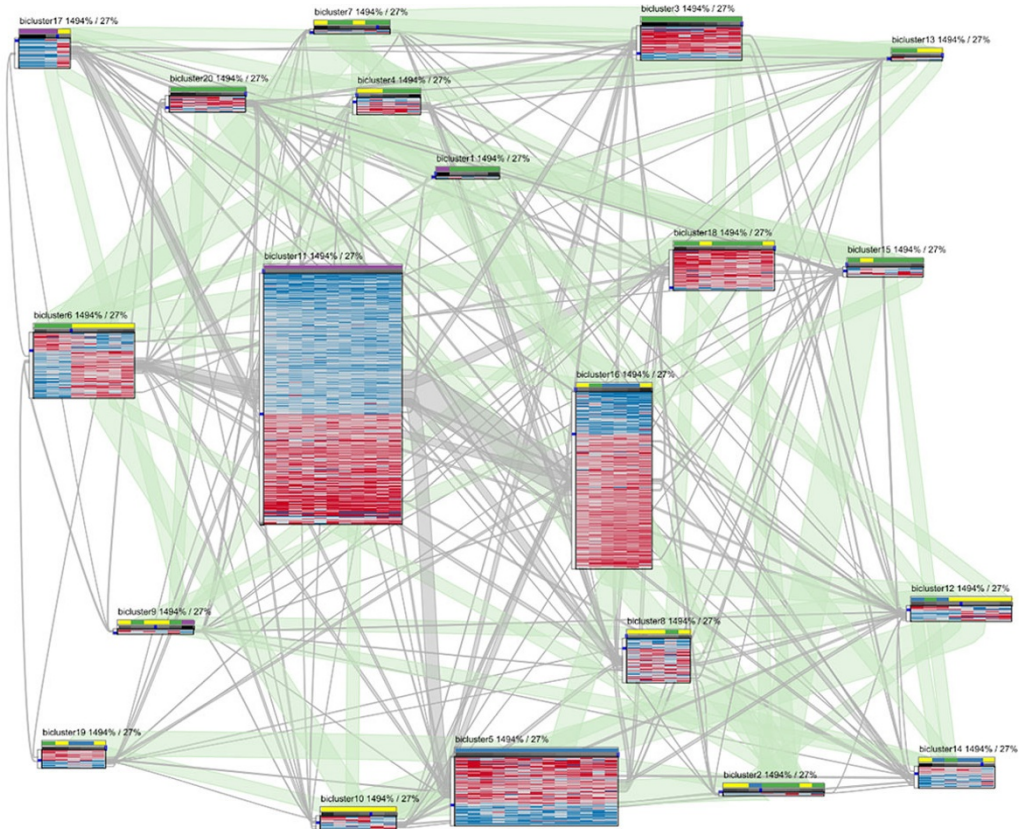 bicluster17 1494% / 27%
bicluster7 1494% / 27%
bicluster3 1494% / 27%
bicluster13 1494% / 27%
bicluster20 1494% / 27%
bicluster4 1494% / 27%
bicluster1 1494% / 27%
bicluster18 1494% / 27%
bicluster15 1494% / 27%
bicluster11 1494% / 27%
bicluster6 1494% / 27%
bicluster16 1494% / 27%
bicluster12 1494% / 27%
bicluster9 1494% / 27%
bicluster8 1494% / 27%
bicluster19 1494% / 27%
bicluster5 1494% / 27%
bicluster14 1494% / 27%
bicluster2 1494% / 27%
bicluster10 1494% / 27%